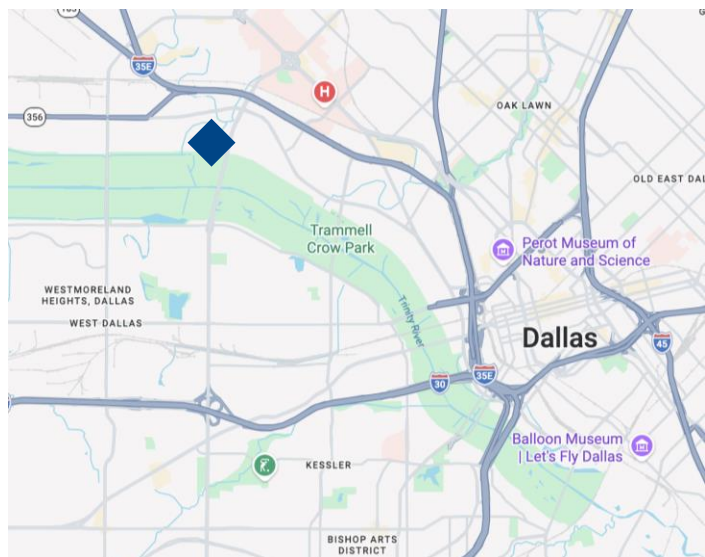 35E
H
356
OAK LAWN
OLD EAST DAL
Trammell
Crow Park
Perot Museum of
Nature and Science
WESTMORELAND
HEIGHTS, DALLAS
WEST DALLAS
Trinity River
Dallas
45
35E
30
Balloon Museum
| Let's Fly Dallas
KESSLER
BISHOP ARTS
DISTRICT